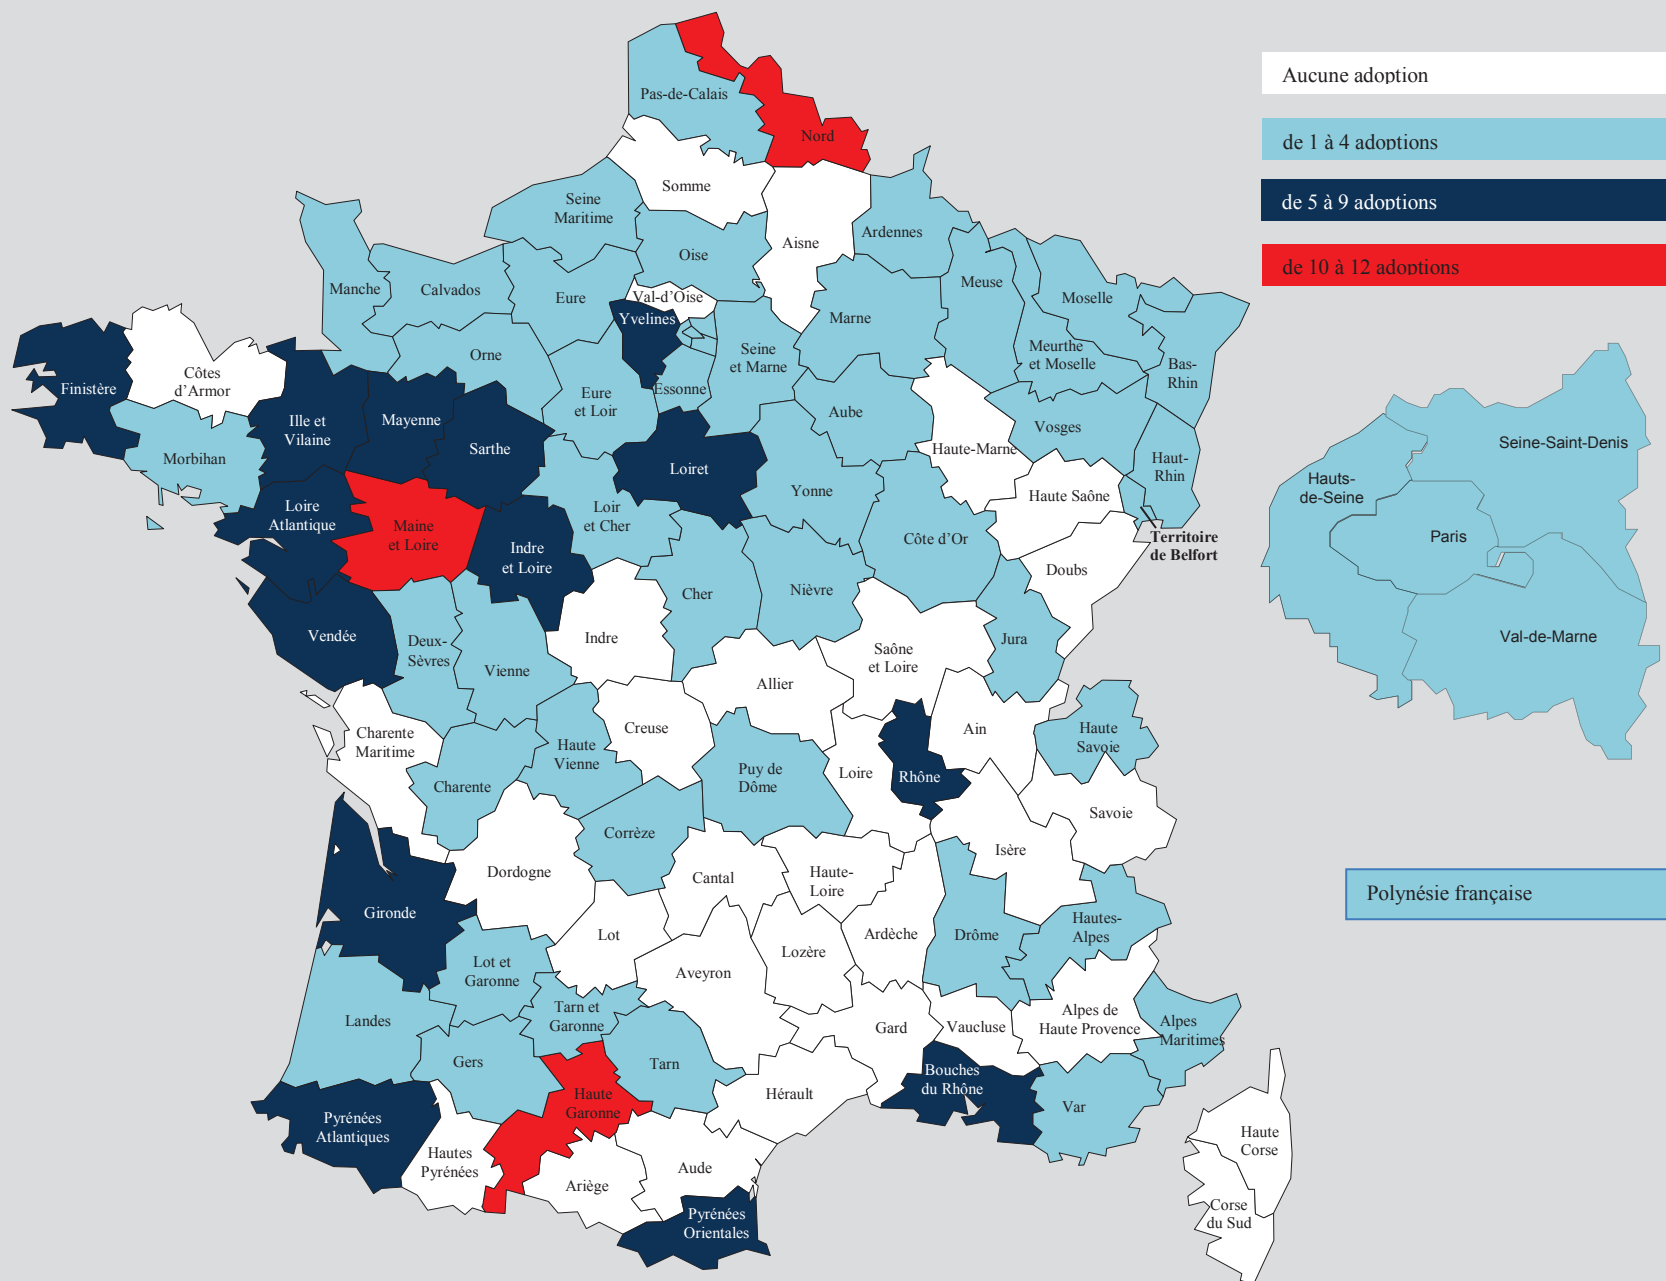 Aucune adoption
de 1 à 4 adoptions
de 5 à 9 adoptions
de 10 à 12 adoptions
Pas-de-Calais
Nord
Somme
Seine
Maritime
Aisne
Ardennes
Oise
Manche
Calvados
Eure
Val-d’Oise
Yvelines
Marne
Meuse
Moselle
Meurthe
et Moselle
Bas-
Rhin
Orne
Seine
et Marne
Essonne
Eure
et Loir
Finistère
Côtes
d’Armor
Ille et
Vilaine
Mayenne
Sarthe
Aube
Vosges
Haute-Marne
Haut-
Rhin
Morbihan
Loiret
Yonne
Haute Saône
Loire
Atlantique
Maine
et Loire
Loir
et Cher
Indre
et Loire
Côte d’Or
Territoire
de Belfort
Doubs
Cher
Nièvre
Vendée
Deux-
Sèvres
Vienne
Indre
Jura
Saône
et Loire
Allier
Charente
Maritime
Creuse
Haute
Vienne
Ain
Haute
Savoie
Charente
Puy de
Dôme
Loire
Rhône
Savoie
Corrèze
Isère
Dordogne
Cantal
Haute-
Loire
Gironde
Lot
Ardèche
Drôme
Hautes-
Alpes
Lozère
Aveyron
Lot et
Garonne
Landes
Tarn et
Garonne
Gard
Vaucluse
Alpes de
Haute Provence
Alpes
Maritimes
Gers
Tarn
Haute
Garonne
Hérault
Bouches
du Rhône
Var
Pyrénées
Atlantiques
Hautes
Pyrénées
Ariège
Aude
Pyrénées
Orientales
Haute
Corse
Corse
du Sud
Seine-Saint-Denis
Hauts-
de-Seine
Paris
Val-de-Marne
Polynésie française